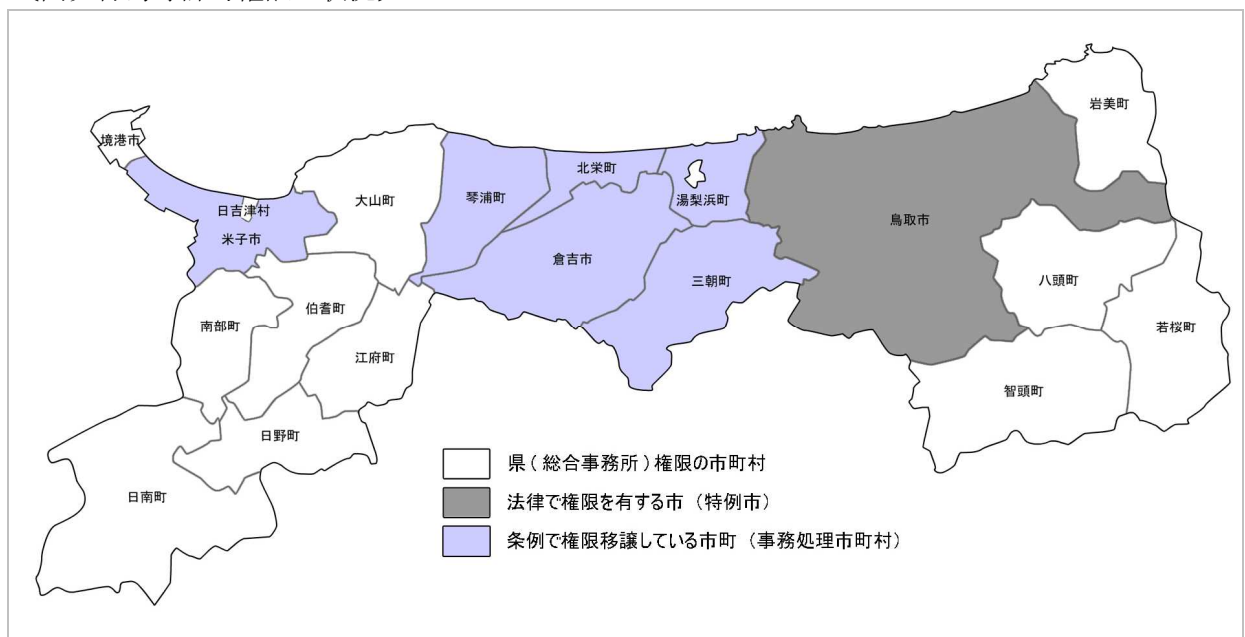 岩美町
境港市
大山町
琴浦町
北栄町
湯梨浜町
鳥取市
日吉津村
米子市
倉吉市
三朝町
八頭町
伯耆町
南部町
江府町
若桜町
智頭町
日野町
日南町
県(総合事務所)権限の市町村
法律で権限を有する市(特例市)
条例で権限移譲している市町(事務処理市町村)